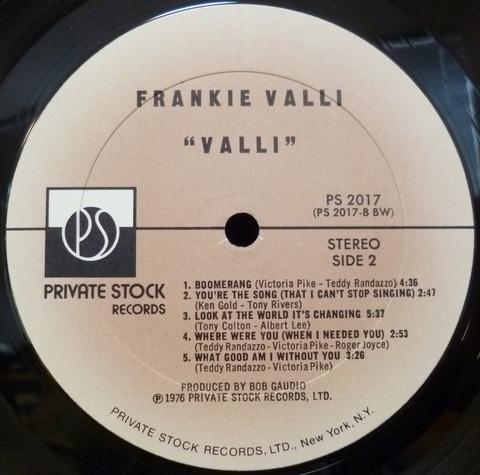 FRANKIE VALLI
"VALLI"
PS 2017
(PS 2017-B BW)
PS
PRIVATE STOCK
RECORDS
STEREO
SIDE 2
1. BOOMERANG (Victoria Pike - Teddy Randazzo) 4:36
2. YOU'RE THE SONG (THAT I CAN'T STOP SINGING) 2:47
(Ken Gold - Tony Rivers)
3. LOOK AT THE WORLD IT'S CHANGING 5:37
(Tony Colton - Albert Lee)
4. WHERE WERE YOU (WHEN I NEEDED YOU) 2:53
(Teddy Randazzo - Victoria Pike - Roger Joyce)
5. WHAT GOOD AM I WITHOUT YOU 3:26
(Teddy Randazzo - Victoria Pike)
PRODUCED BY BOB GAUDIO
℗ 1976 PRIVATE STOCK RECORDS, LTD.
PRIVATE STOCK RECORDS, LTD., New York, N.Y.